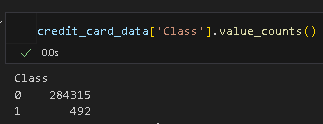 credit_card_data['Class'].value_counts()
0.0s
Class
0    284315
1       492